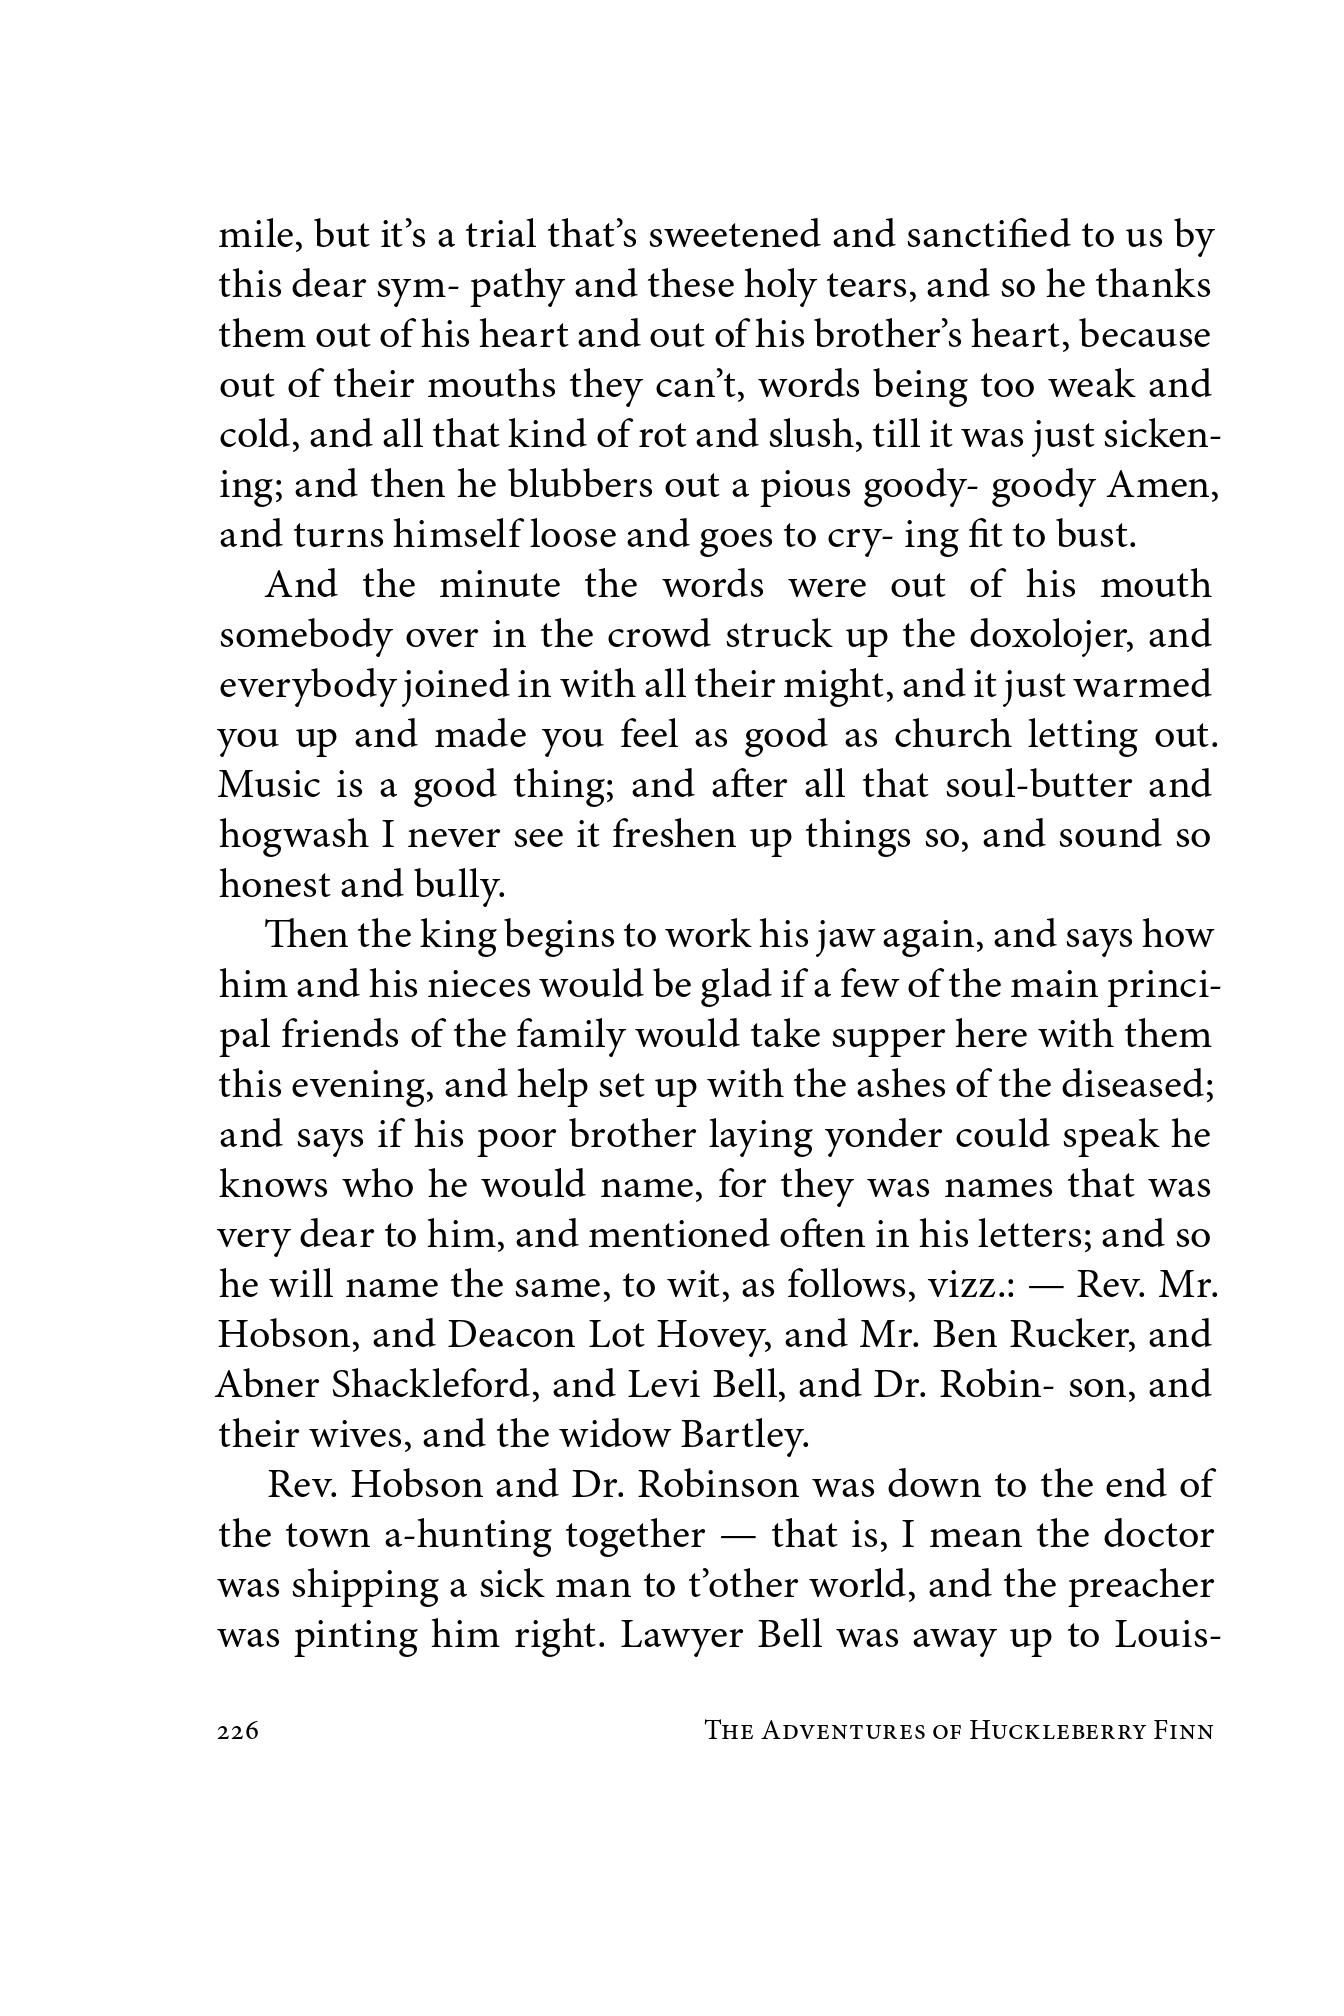 mile, but it’s a trial that’s sweetened and sanctified to us by
this dear sym- pathy and these holy tears, and so he thanks
them out of his heart and out of his brother’s heart, because
out of their mouths they can’t, words being too weak and
cold, and all that kind of rot and slush, till it was just sicken-
ing; and then he blubbers out a pious goody- goody Amen,
and turns himself loose and goes to cry- ing fit to bust.
And the minute the words were out of his mouth
somebody over in the crowd struck up the doxolojer, and
everybody joined in with all their might, and it just warmed
you up and made you feel as good as church letting out.
Music is a good thing; and after all that soul-butter and
hogwash I never see it freshen up things so, and sound so
honest and bully.
Then the king begins to work his jaw again, and says how
him and his nieces would be glad if a few of the main princi-
pal friends of the family would take supper here with them
this evening, and help set up with the ashes of the diseased;
and says if his poor brother laying yonder could speak he
knows who he would name, for they was names that was
very dear to him, and mentioned often in his letters; and so
he will name the same, to wit, as follows, vizz.: — Rev. Mr.
Hobson, and Deacon Lot Hovey, and Mr. Ben Rucker, and
Abner Shackleford, and Levi Bell, and Dr. Robin- son, and
their wives, and the widow Bartley.
Rev. Hobson and Dr. Robinson was down to the end of
the town a-hunting together — that is, I mean the doctor
was shipping a sick man to t’other world, and the preacher
was pinting him right. Lawyer Bell was away up to Louis-
226 The Adventures of Huckleberry Finn